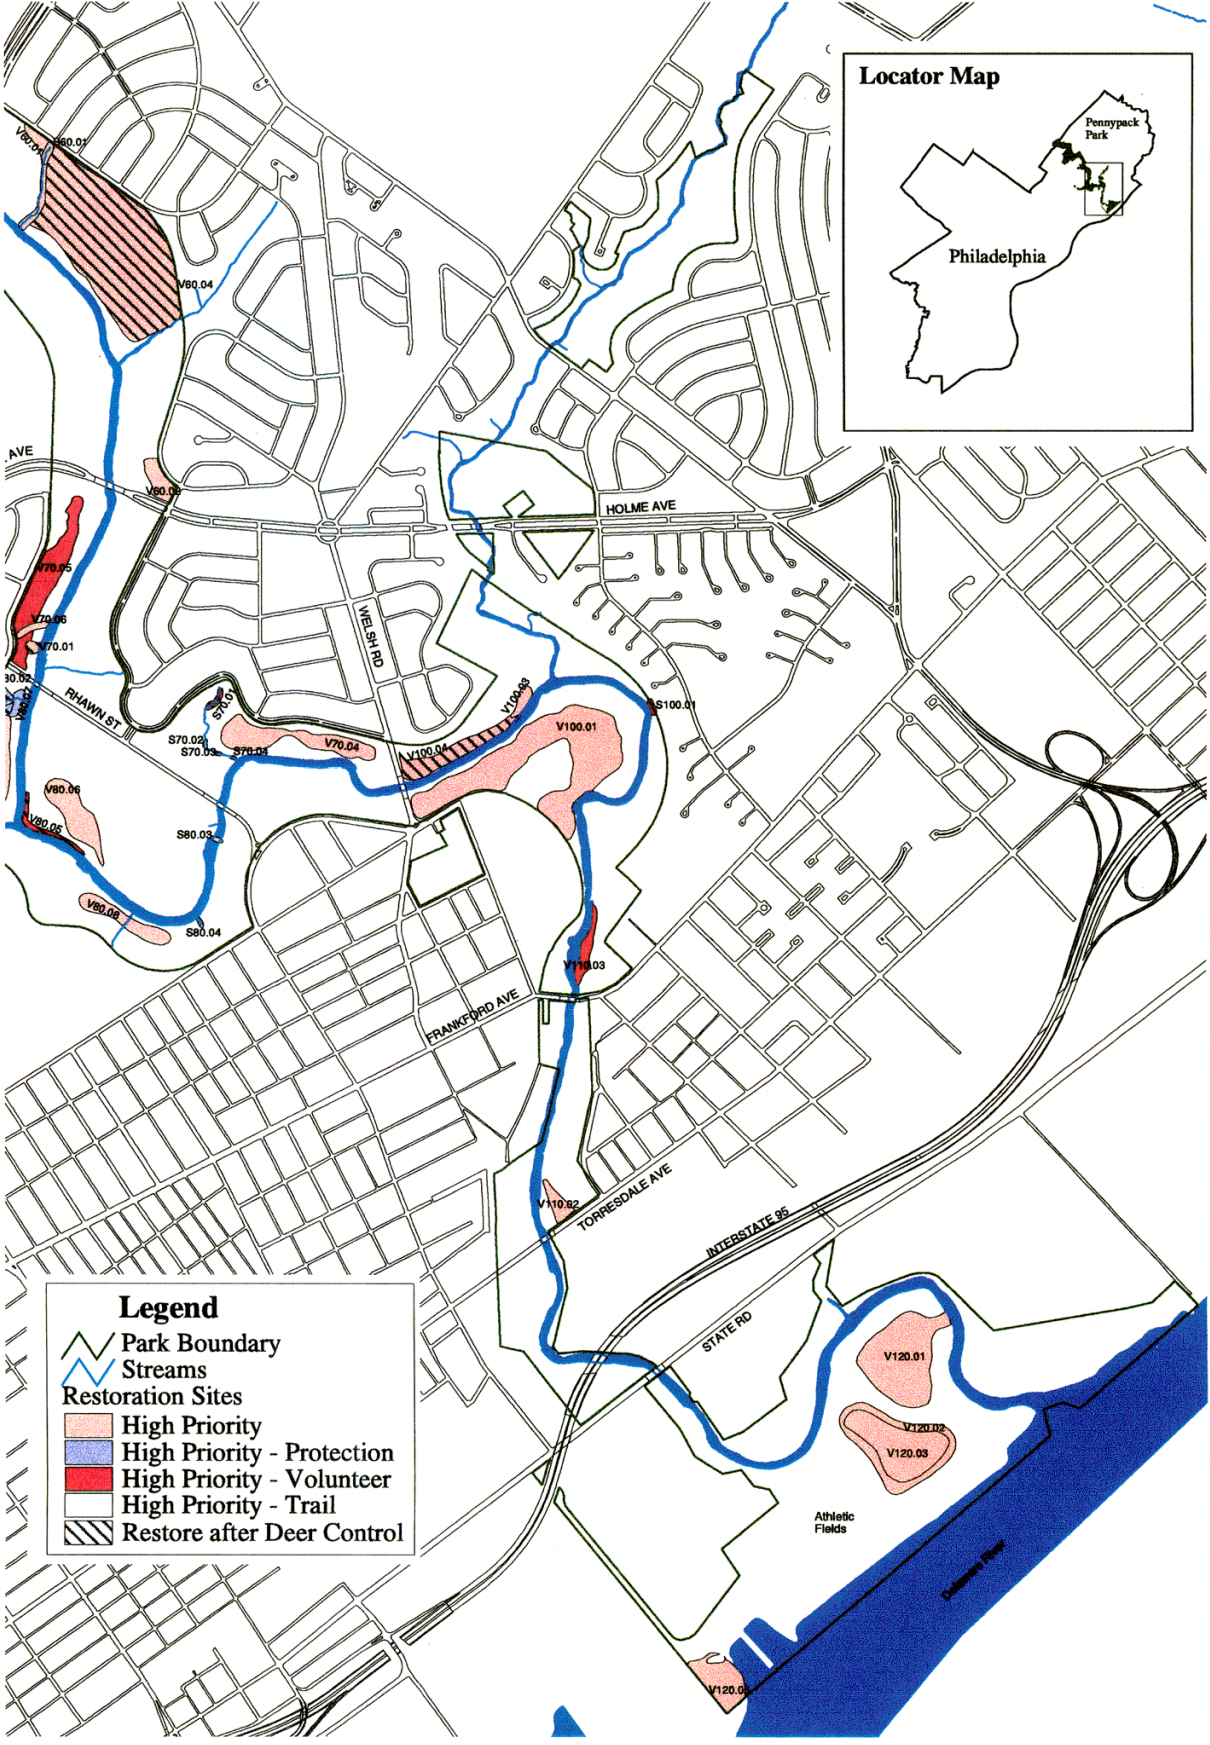 Locator Map
Pennypack
Park
Philadelphia
V60.01
S60.01
V60.04
AVE
V60.02
HOLME AVE
V70.05
V70.06
V70.01
WELSH RD
RHAWN ST
S70.01
S70.02
S70.03
S70.04
V70.04
V100.03
V100.04
V100.01
S100.01
V80.06
V80.05
S80.03
V80.08
S80.04
V110.03
FRANKFORD AVE
V110.02
TORRESDALE AVE
INTERSTATE 95
STATE RD
V120.01
V120.02
V120.03
Athletic
Fields
Delaware River
Legend
Park Boundary
Streams
Restoration Sites
High Priority
High Priority - Protection
High Priority - Volunteer
High Priority - Trail
Restore after Deer Control